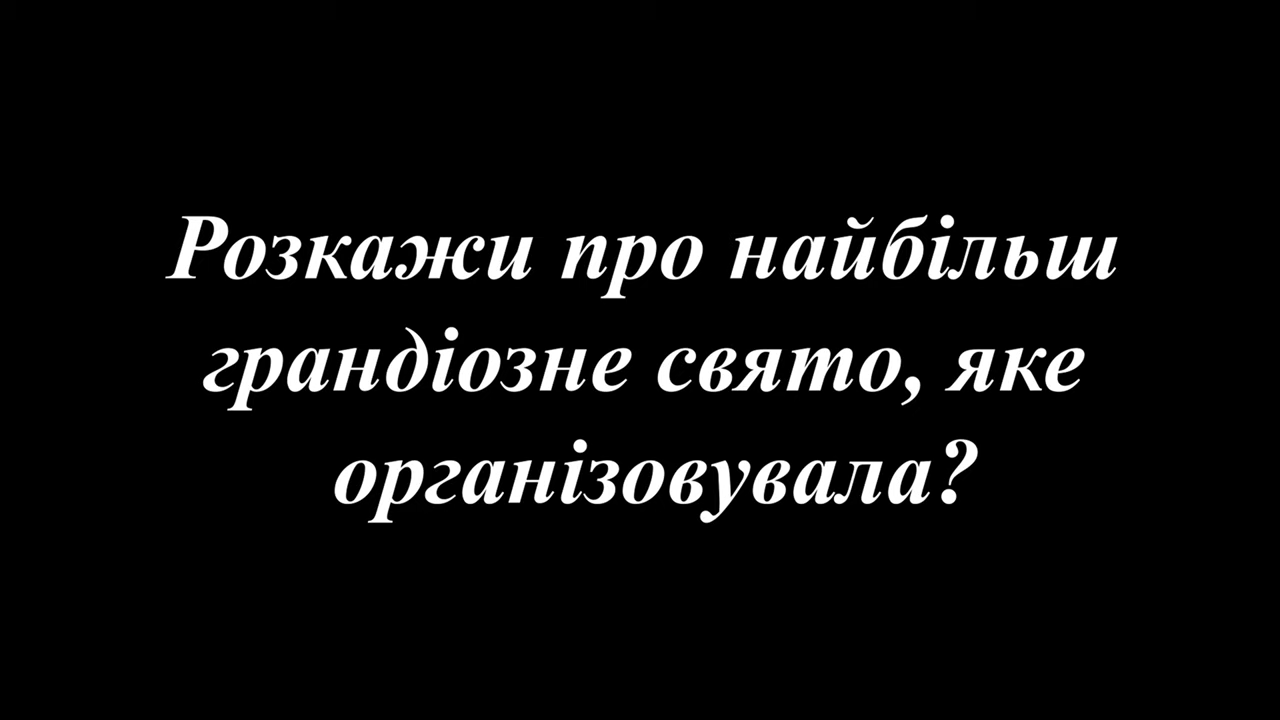 Розкажи про найбільш
грандіозне свято, яке
організовувала?